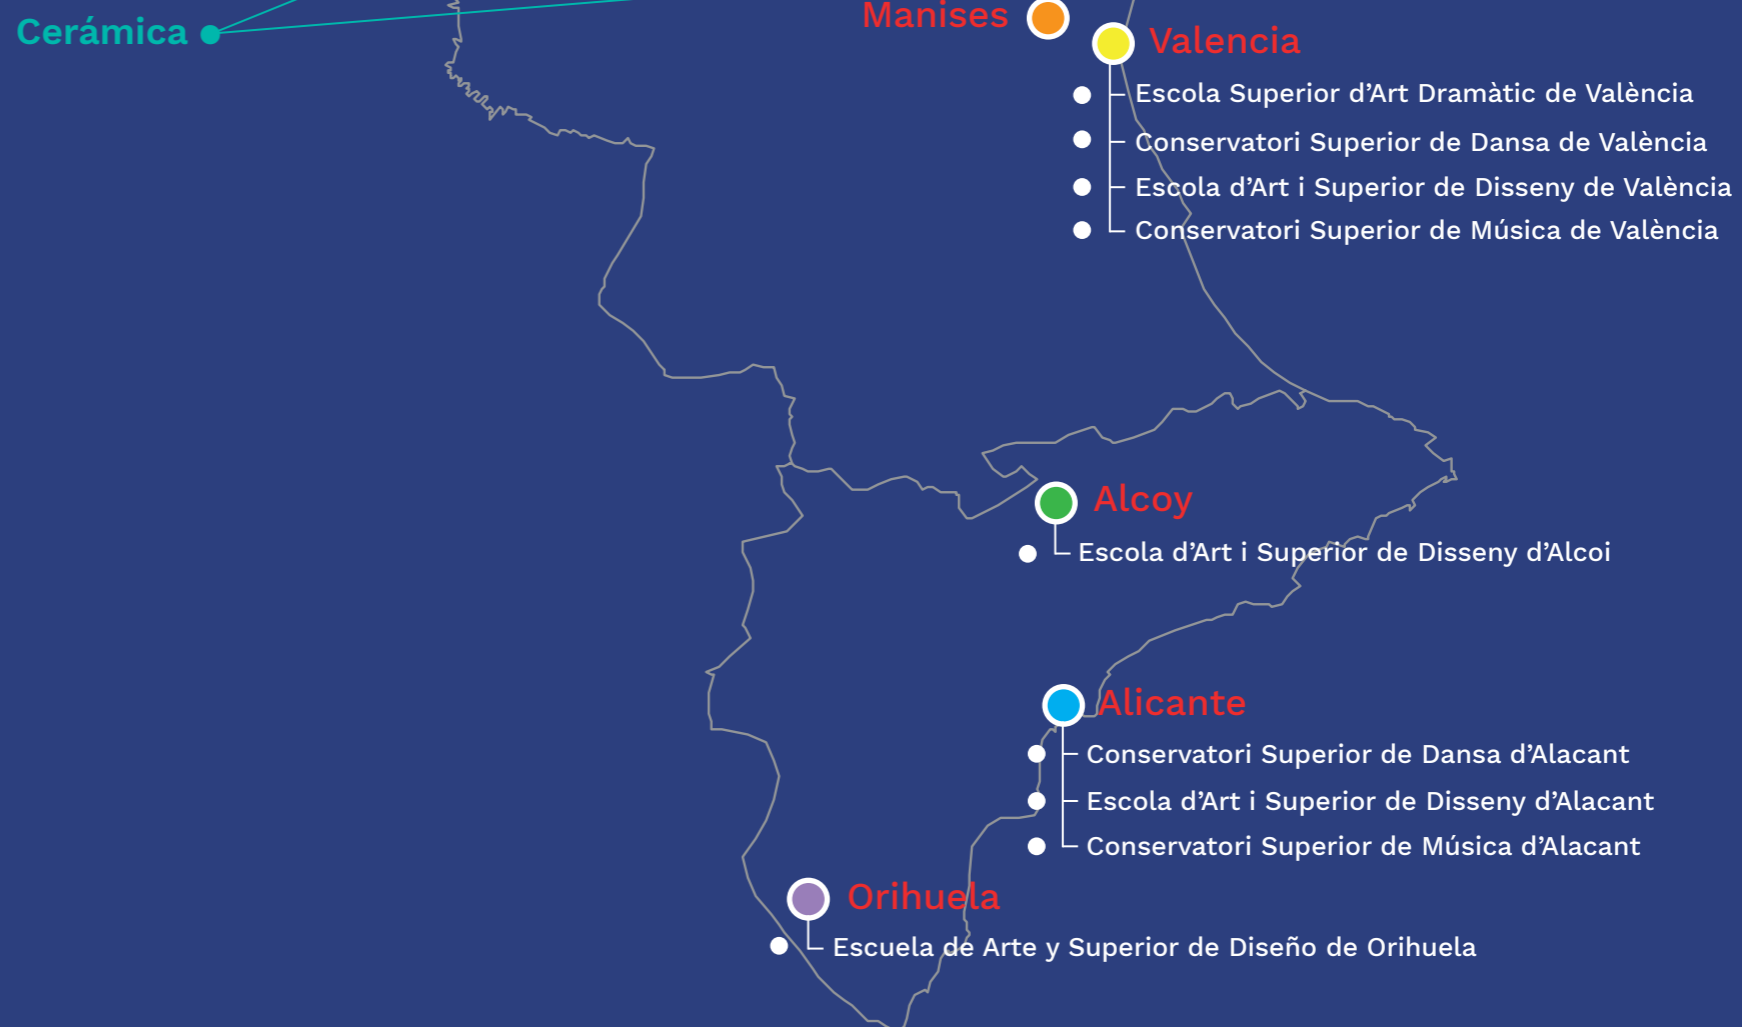 Cerámica
Manises
Valencia
Escola Superior d’Art Dramàtic de València
Conservatori Superior de Dansa de València
Escola d’Art i Superior de Disseny de València
Conservatori Superior de Música de València
Alcoy
Escola d’Art i Superior de Disseny d’Alcoi
Alicante
Conservatori Superior de Dansa d’Alacant
Escola d’Art i Superior de Disseny d’Alacant
Conservatori Superior de Música d’Alacant
Orihuela
Escuela de Arte y Superior de Diseño de Orihuela